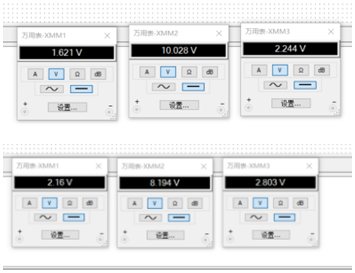 万用表-XMM1
1.621 V
A V Ω dB
设置...
+ -
万用表-XMM2
10.028 V
A V Ω dB
设置...
+ -
万用表-XMM3
2.244 V
A V Ω dB
设置...
+ -
万用表-XMM1
2.16 V
A V Ω dB
设置...
+ -
万用表-XMM2
8.194 V
A V Ω dB
设置...
+ -
万用表-XMM3
2.803 V
A V Ω dB
设置...
+ -